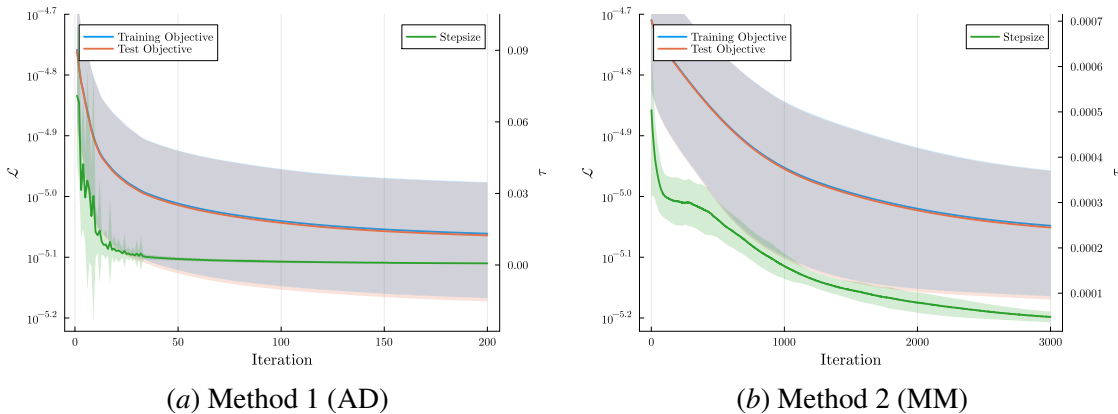 10^-4.7
10^-4.8
10^-4.9
10^-5.0
10^-5.1
10^-5.2
ℒ
Training Objective
Test Objective
Stepsize
0.09
0.06
0.03
0.00
τ
0
50
100
150
200
Iteration
(a) Method 1 (AD)
10^-4.7
10^-4.8
10^-4.9
10^-5.0
10^-5.1
10^-5.2
ℒ
Training Objective
Test Objective
Stepsize
0.0007
0.0006
0.0005
0.0004
0.0003
0.0002
0.0001
τ
0
1000
2000
3000
Iteration
(b) Method 2 (MM)